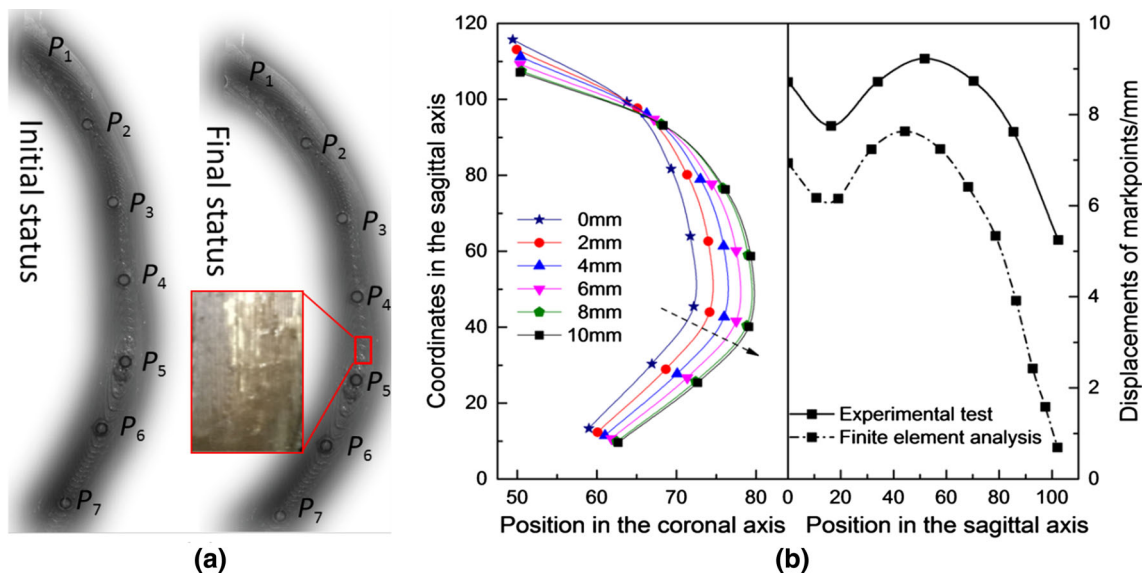 P1
P2
P3
P4
P5
P6
P7
Initial status
P1
P2
P3
P4
P5
P6
P7
Final status
(a)
Coordinates in the sagittal axis
120
100
80
60
40
20
0
0mm
2mm
4mm
6mm
8mm
10mm
50 60 70 80
Position in the coronal axis
Experimental test
Finite element analysis
0 20 40 60 80 100
Position in the sagittal axis
10
8
6
4
2
0
Displacements of markpoints/mm
(b)